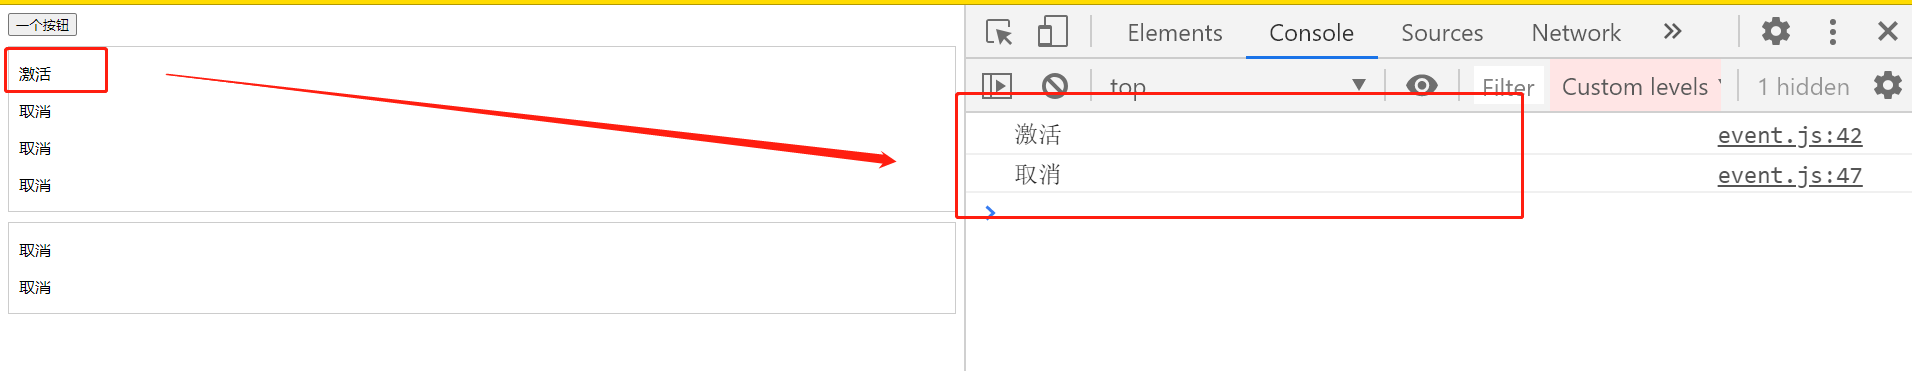 一个按钮
激活
取消
取消
取消
取消
取消
Elements Console Sources Network
top Filter Custom levels 1 hidden
激活 event.js:42
取消 event.js:47